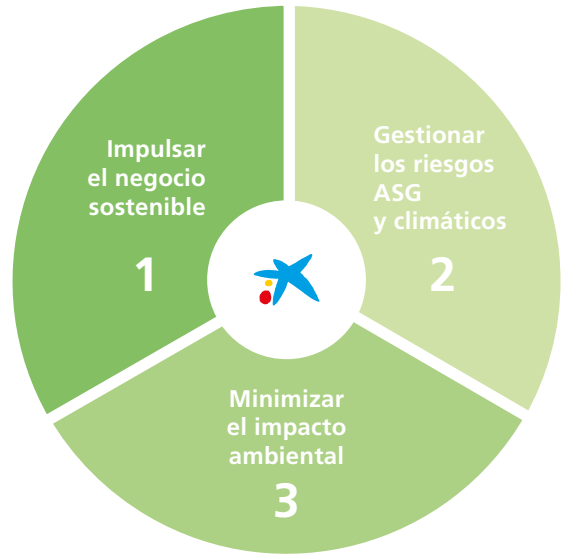 Impulsar
el negocio
sostenible
1
Gestionar
los riesgos
ASG
y climáticos
2
Minimizar
el impacto
ambiental
3